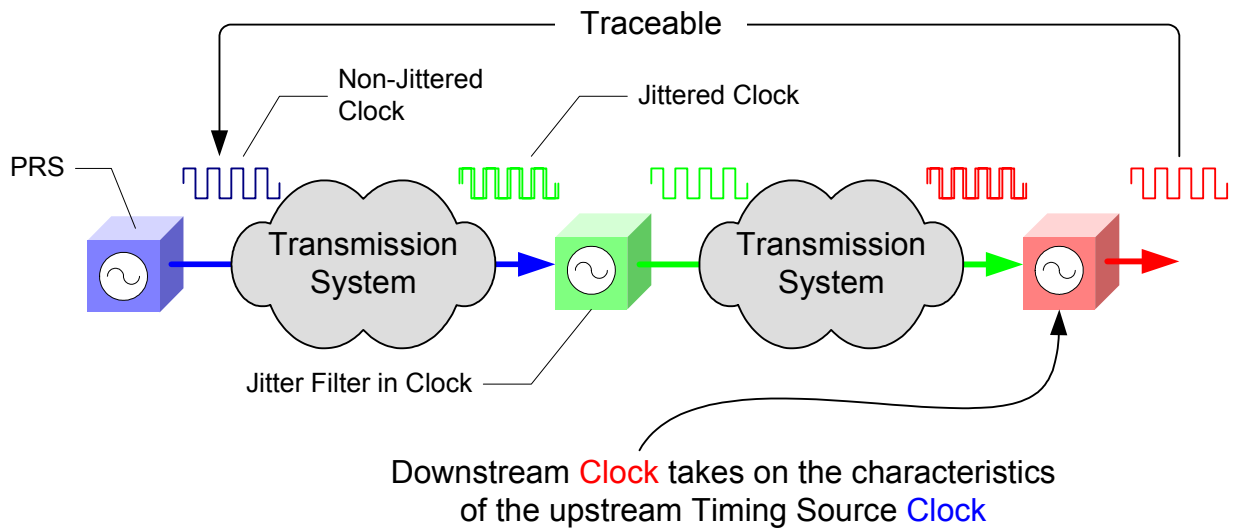 Traceable
Non-Jittered
Clock
Jittered Clock
PRS
Transmission
System
Transmission
System
Jitter Filter in Clock
Downstream Clock takes on the characteristics
of the upstream Timing Source Clock